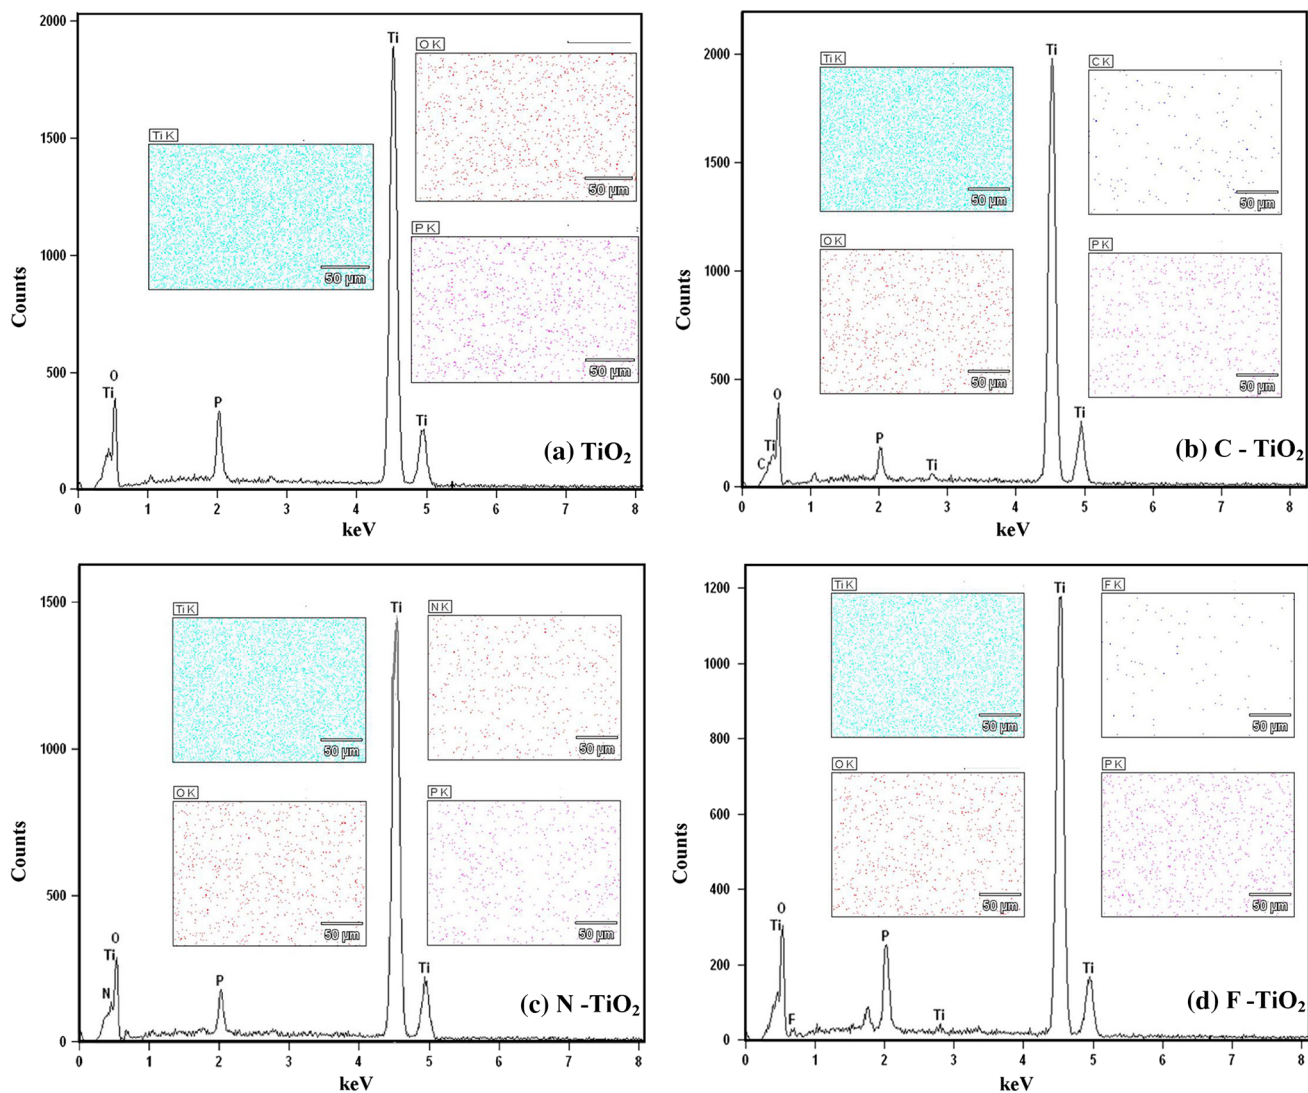 2000
1500
1000
500
0
Counts
Ti K
50 µm
O K
50 µm
P K
50 µm
Ti
O
Ti
P
Ti
(a) TiO2
0 1 2 3 4 5 6 7 8
keV
2000
1500
1000
500
0
Counts
Ti K
50 µm
C K
50 µm
O K
50 µm
P K
50 µm
Ti
O
Ti
C
P
Ti
Ti
(b) C - TiO2
0 1 2 3 4 5 6 7 8
keV
1500
1000
500
0
Counts
Ti K
50 µm
N K
50 µm
O K
50 µm
P K
50 µm
Ti
O
Ti
N
P
Ti
(c) N -TiO2
0 1 2 3 4 5 6 7 8
keV
1200
1000
800
600
400
200
0
Counts
Ti K
50 µm
F K
50 µm
O K
50 µm
P K
50 µm
Ti
O
Ti
F
P
Ti
Ti
(d) F -TiO2
0 1 2 3 4 5 6 7 8
keV